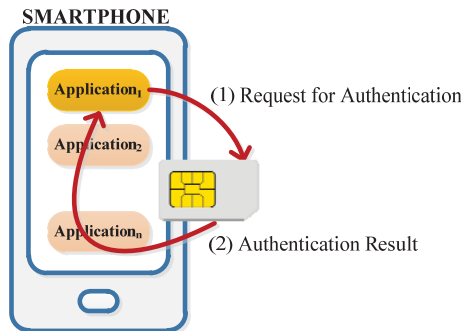 SMARTPHONE
Application₁
(1) Request for Authentication
Application₂
Applicationₙ
(2) Authentication Result